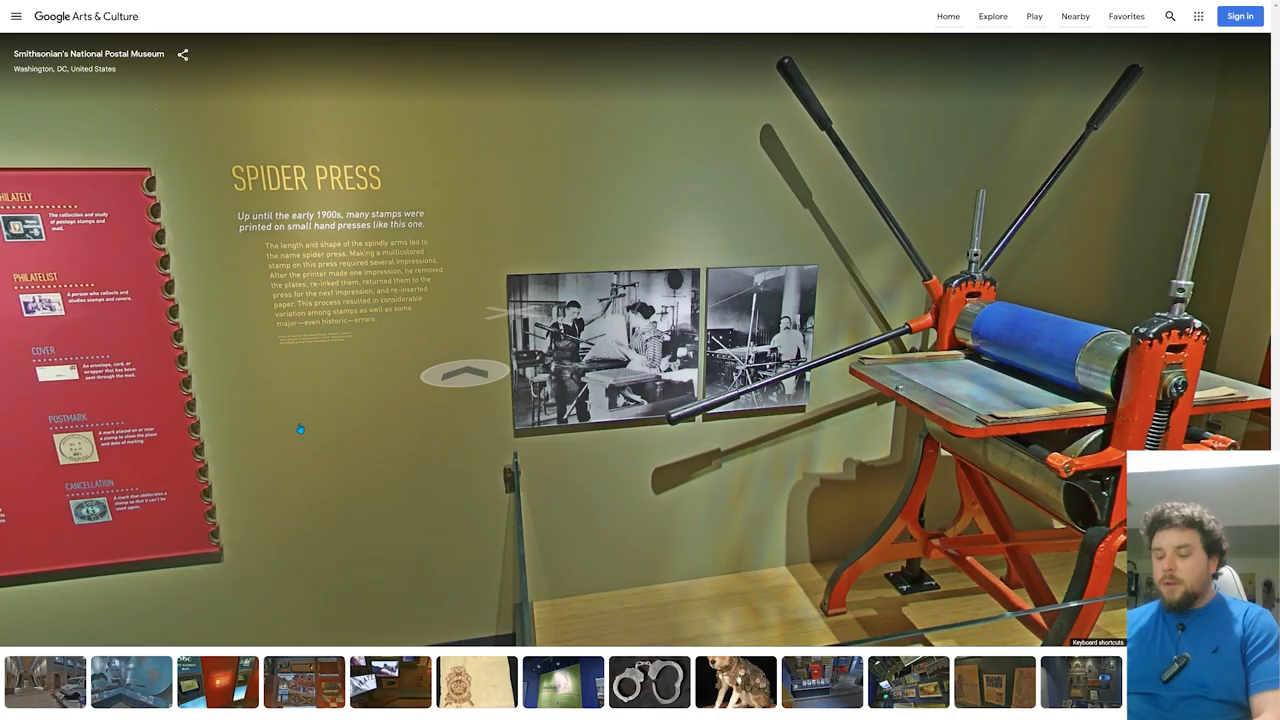 Google Arts & Culture
Home
Explore
Play
Nearby
Favorites
Sign in
Smithsonian's National Postal Museum
Washington, DC, United States
PHILATELY
The collection and study
of postage stamps and
mail.
PHILATELIST
A person who collects and
studies stamps and covers.
COVER
An envelope, card, or
wrapper that has been
sent through the mail.
POSTMARK
A mark placed on or near
a stamp to show the place
and date of mailing.
CANCELLATION
A mark that obliterates a
stamp so that it can't be
used again.
SPIDER PRESS
Up until the early 1900s, many stamps were
printed on small hand presses like this one.
The length and shape of the spindly arms led to
the name spider press. Making a multicolored
stamp on this press required several impressions.
After the printer made one impression, he removed
the plates, re-inked them, returned them to the
press for the next impression, and re-inserted
paper. This process resulted in considerable
variation among stamps as well as some
major—even historic—errors.
Keyboard shortcuts